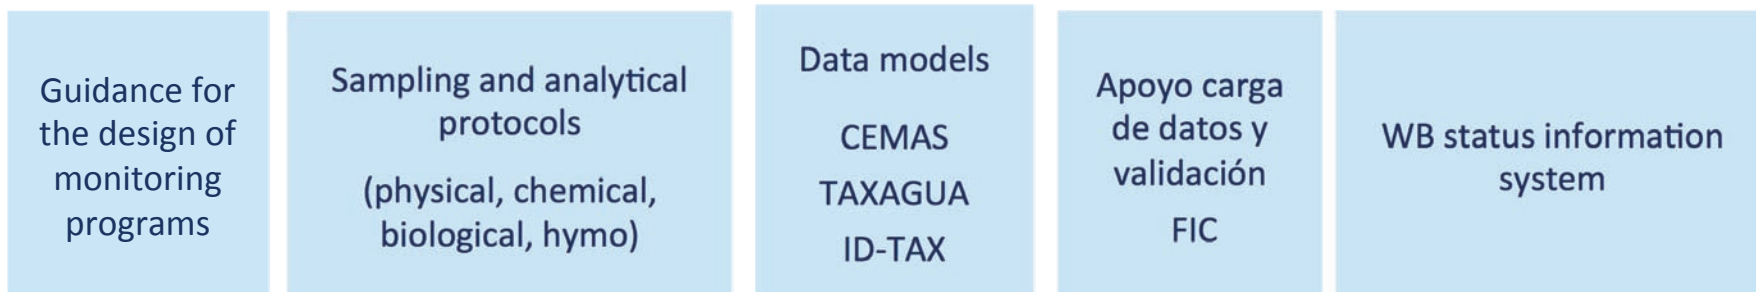 Guidance for
the design of
monitoring
programs
Sampling and analytical
protocols
(physical, chemical,
biological, hymo)
Data models
CEMAS
TAXAGUA
ID-TAX
Apoyo carga
de datos y
validación
FIC
WB status information
system